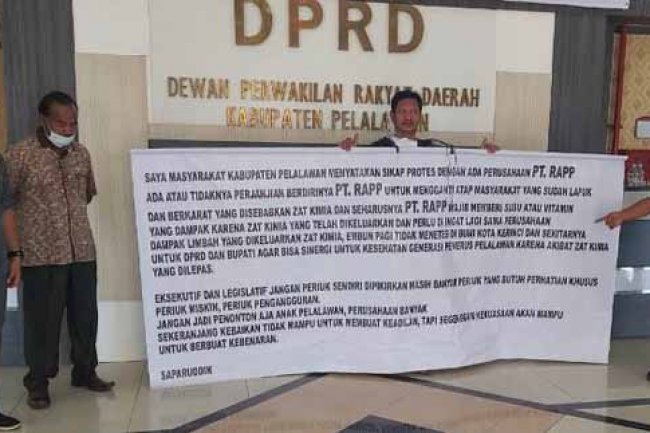 DPRD
DEWAN PERWAKILAN RAKYAT DAERAH
KABUPATEN PELALAWAN
SAYA MASYARAKAT KABUPATEN PELALAWAN MENYATAKAN SIKAP PROTES DENGAN ADA PERUSAHAAN PT. RAPP
ADA ATAU TIDAKNYA PERJANJIAN BERDIRINYA PT. RAPP UNTUK MENGGANTI ATAP MASYARAKAT YANG SUDAH LAPUK
DAN BERKARAT YANG DISEBABKAN ZAT KIMIA DAN SEHARUSNYA PT. RAPP WAJIB MEMBERI SUSU ATAU VITAMIN
YANG DAMPAK KARENA ZAT KIMIA YANG TELAH DIKELUARKAN DAN PERLU DI INGAT LAGI SAMA PERUSAHAAN
DAMPAK LIMBAH YANG DIKELUARKAN ZAT KIMIA, EMBUN PAGI TIDAK MENETES DI BUMI KOTA KERINCI DAN SEKITARNYA
UNTUK DPRD DAN BUPATI AGAR BISA SINERGI UNTUK KESEHATAN GENERASI PENERUS PELALAWAN KARENA AKIBAT ZAT KIMIA
YANG DILEPAS.
EKSEKUTIF DAN LEGISLATIF JANGAN PERIUK SENDIRI DIPIKIRKAN MASIH BANYAK PERIUK YANG BUTUH PERHATIAN KHUSUS
PERIUK MISKIN, PERIUK PENGANGGURAN.
JANGAN JADI PENONTON AJA ANAK PELALAWAN, PERUSAHAAN BANYAK
SEKERANJANG KEBAIKAN TIDAK MAMPU UNTUK MEMBUAT KEADILAN, TAPI SEGENGGAM KEKUASAAN AKAN MAMPU
UNTUK BERBUAT KEBENARAN.
SAPARUDDIK